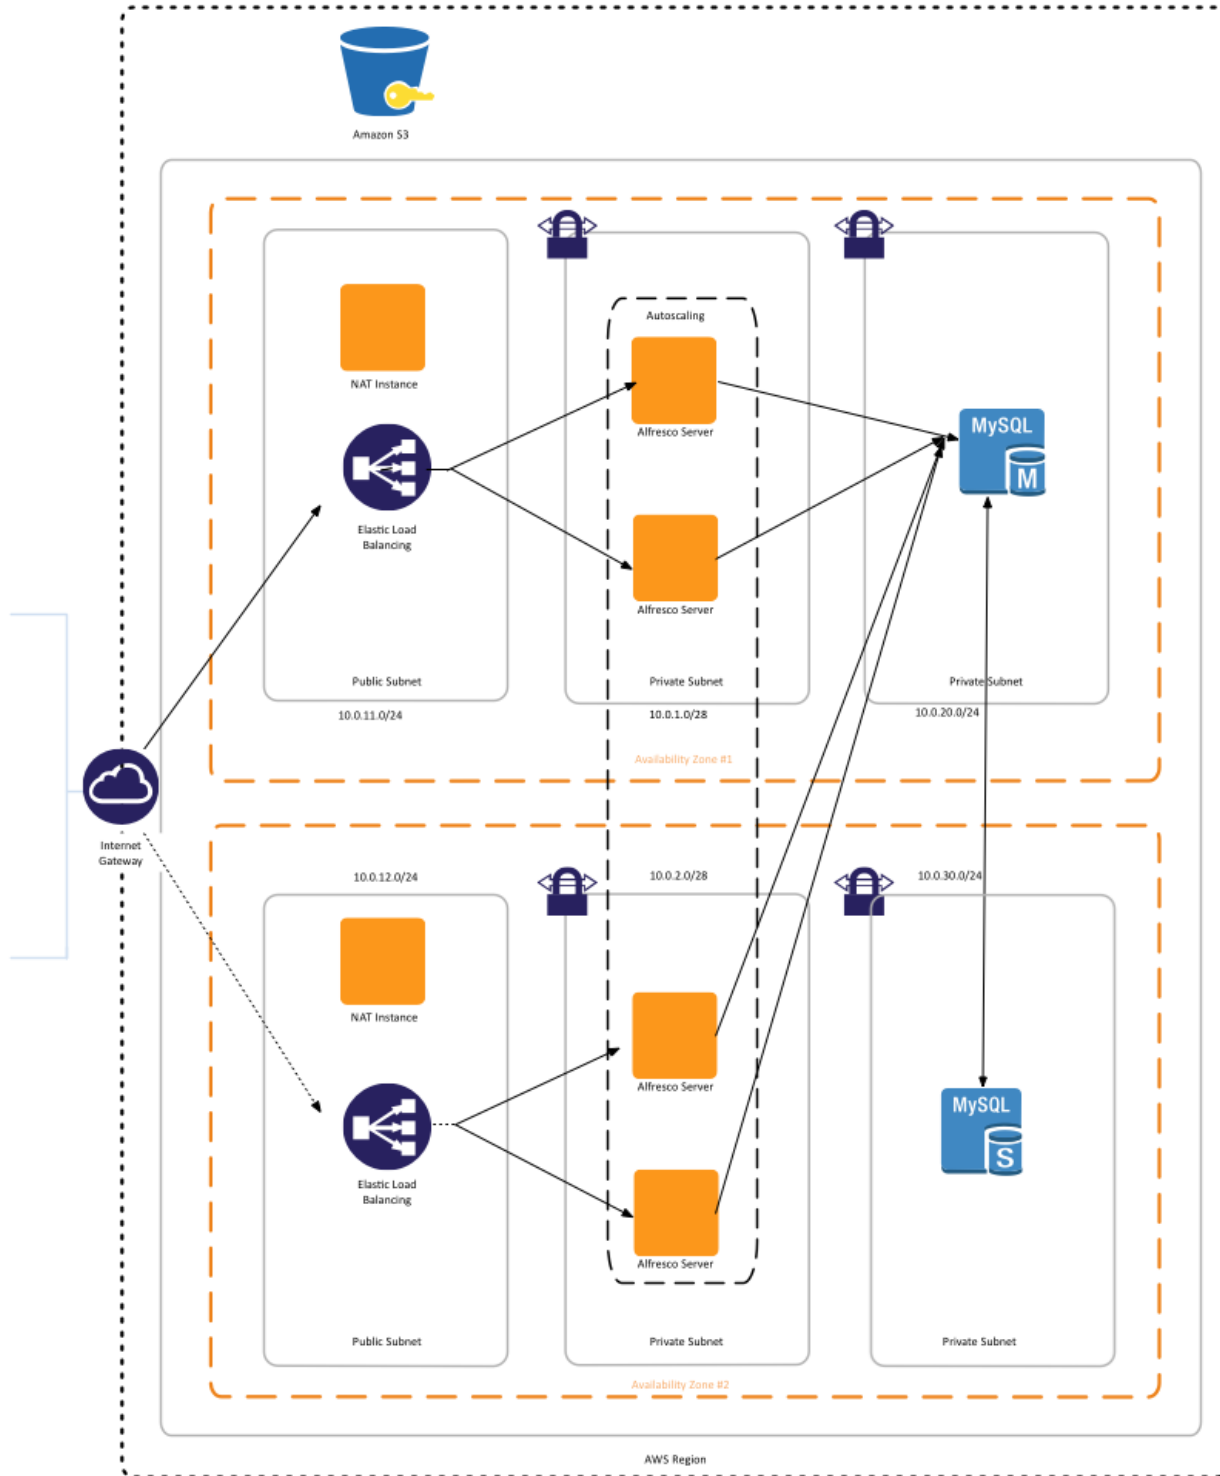 Amazon S3
Autoscaling
NAT Instance
Alfresco Server
MySQL
M
Elastic Load
Balancing
Alfresco Server
Public Subnet
Private Subnet
Private Subnet
10.0.11.0/24
10.0.1.0/28
10.0.20.0/24
Availability Zone #1
Internet
Gateway
10.0.12.0/24
10.0.2.0/28
10.0.30.0/24
NAT Instance
Alfresco Server
MySQL
S
Elastic Load
Balancing
Alfresco Server
Public Subnet
Private Subnet
Private Subnet
Availability Zone #2
AWS Region